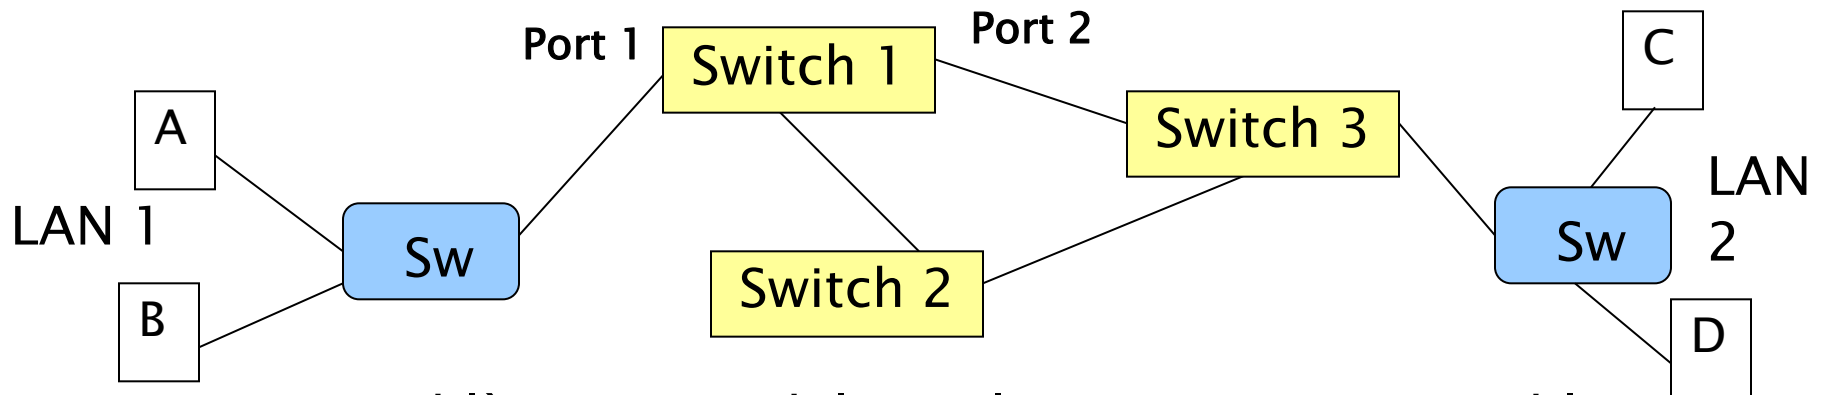 Port 1
Port 2
Switch 1
C
A
Switch 3
LAN
2
LAN 1
Sw
Sw
Switch 2
B
D